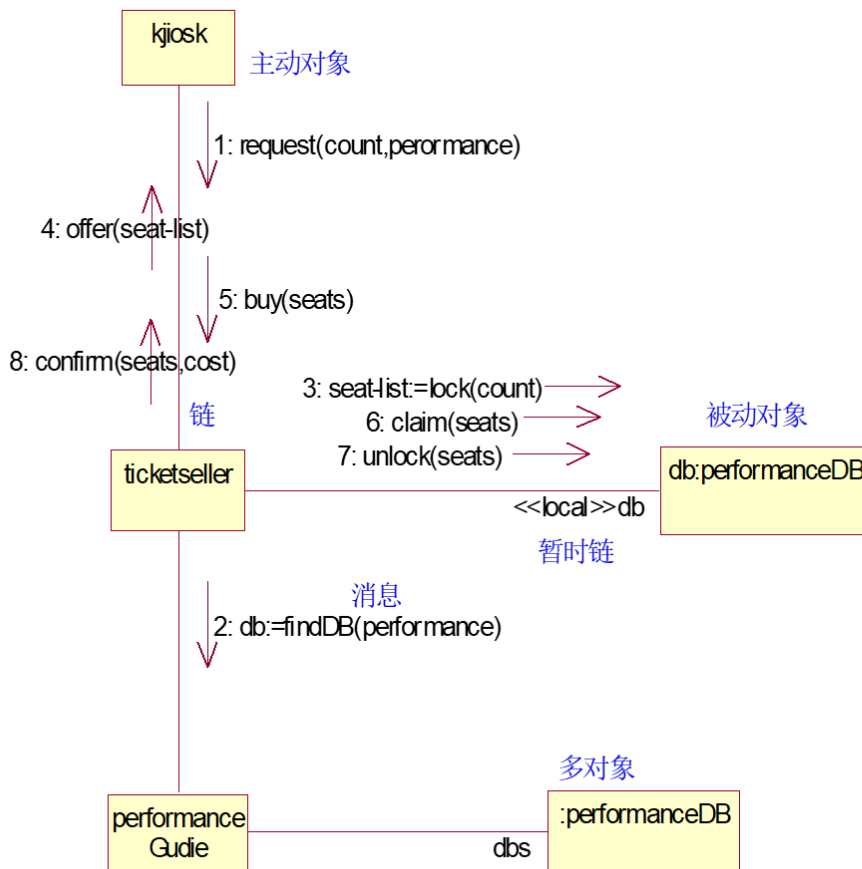 kjiosk
主动对象
1: request(count,perormance)
4: offer(seat-list)
5: buy(seats)
8: confirm(seats,cost)
3: seat-list:=lock(count)
链
6: claim(seats)
被动对象
7: unlock(seats)
ticketseller
db:performanceDB
<<local>>db
暂时链
消息
2: db:=findDB(performance)
多对象
performance
Gudie
:performanceDB
dbs